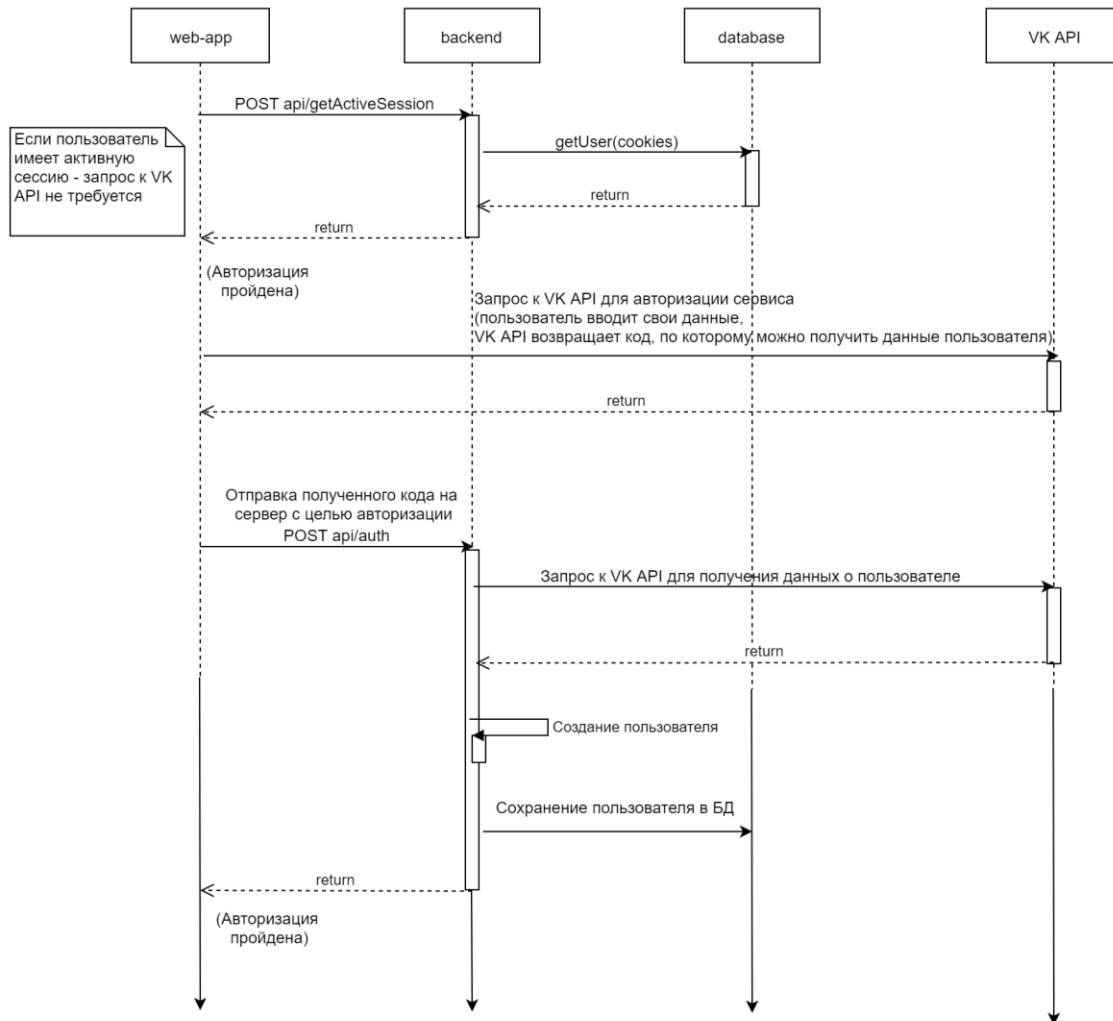 web-app
backend
database
VK API
POST api/getActiveSession
Если пользователь
имеет активную
сессию - запрос к VK
API не требуется
getUser(cookies)
return
return
(Авторизация
пройдена)
Запрос к VK API для авторизации сервиса
(пользователь вводит свои данные,
VK API возвращает код, по которому можно получить данные пользователя)
return
Отправка полученного кода на
сервер с целью авторизации
POST api/auth
Запрос к VK API для получения данных о пользователе
return
Создание пользователя
Сохранение пользователя в БД
return
(Авторизация
пройдена)